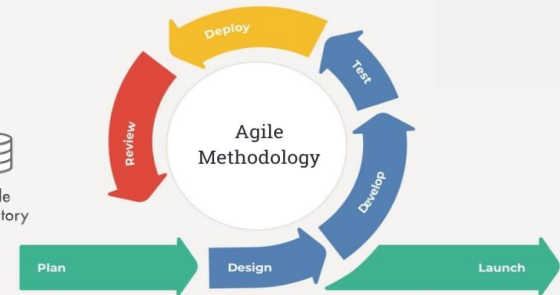 Deploy
Test
Review
Agile
Methodology
Develop
Plan
Design
Launch